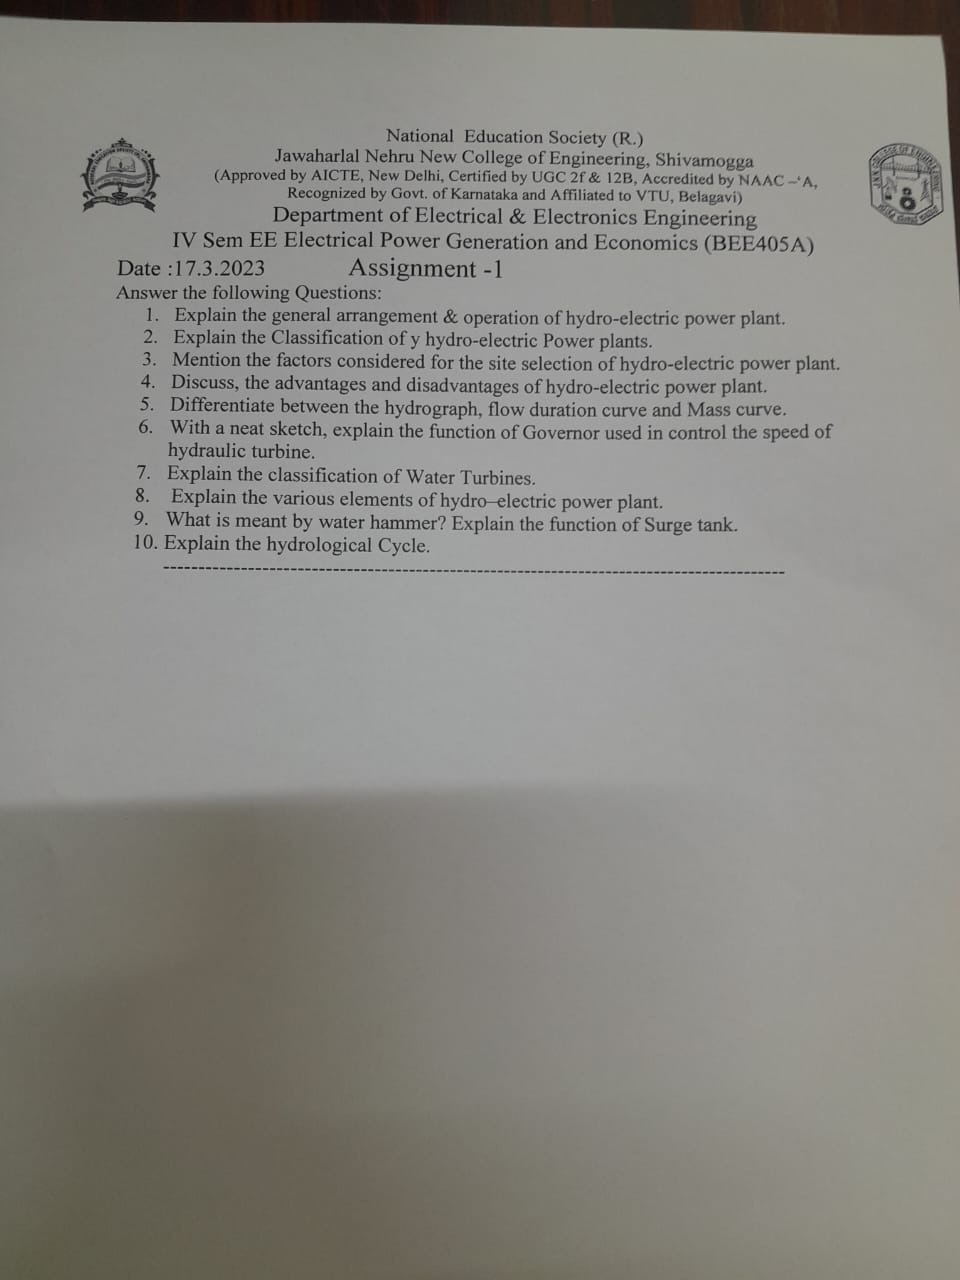 National Education Society (R.)
Jawaharlal Nehru New College of Engineering, Shivamogga
(Approved by AICTE, New Delhi, Certified by UGC 2f & 12B, Accredited by NAAC –‘A,
Recognized by Govt. of Karnataka and Affiliated to VTU, Belagavi)
Department of Electrical & Electronics Engineering
IV Sem EE Electrical Power Generation and Economics (BEE405A)
Date :17.3.2023 Assignment -1
Answer the following Questions:
1. Explain the general arrangement & operation of hydro-electric power plant.
2. Explain the Classification of y hydro-electric Power plants.
3. Mention the factors considered for the site selection of hydro-electric power plant.
4. Discuss, the advantages and disadvantages of hydro-electric power plant.
5. Differentiate between the hydrograph, flow duration curve and Mass curve.
6. With a neat sketch, explain the function of Governor used in control the speed of
hydraulic turbine.
7. Explain the classification of Water Turbines.
8. Explain the various elements of hydro–electric power plant.
9. What is meant by water hammer? Explain the function of Surge tank.
10. Explain the hydrological Cycle.